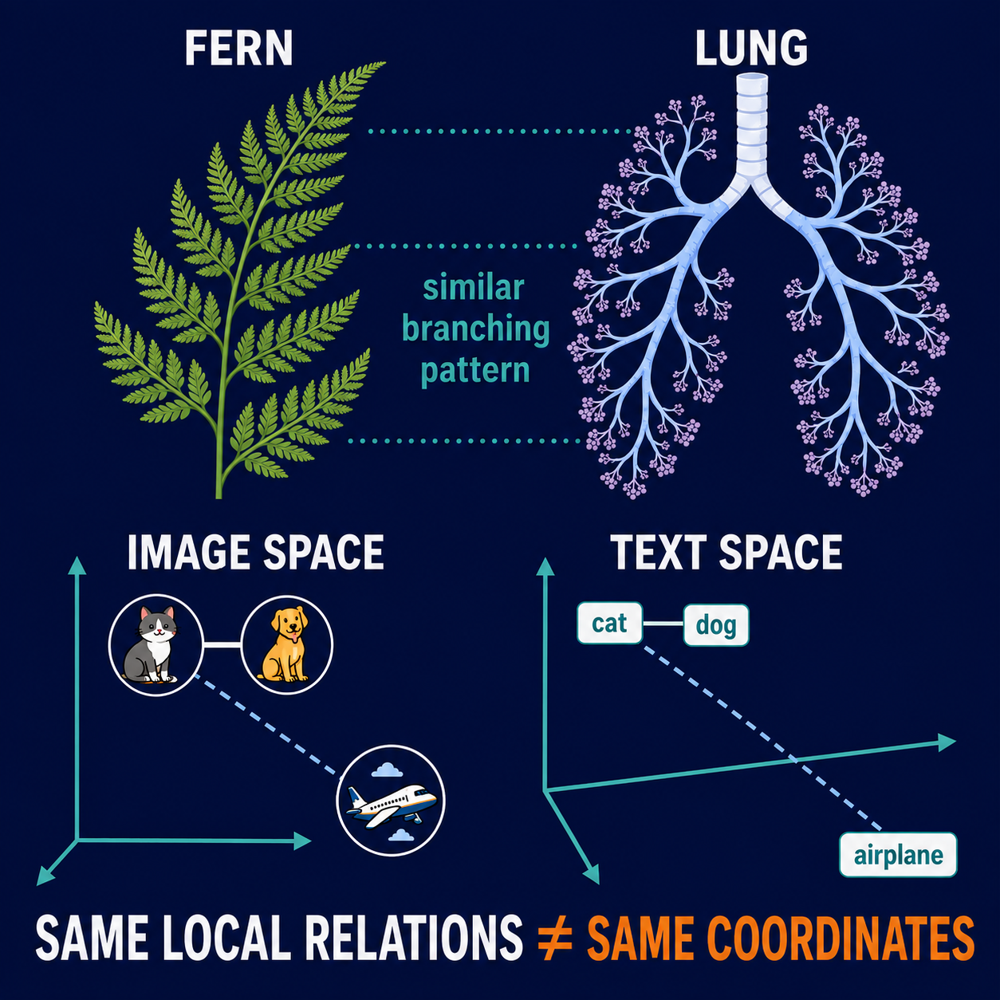 FERN
LUNG
similar
branching
pattern
IMAGE SPACE
TEXT SPACE
cat
dog
airplane
SAME LOCAL RELATIONS ≠ SAME COORDINATES